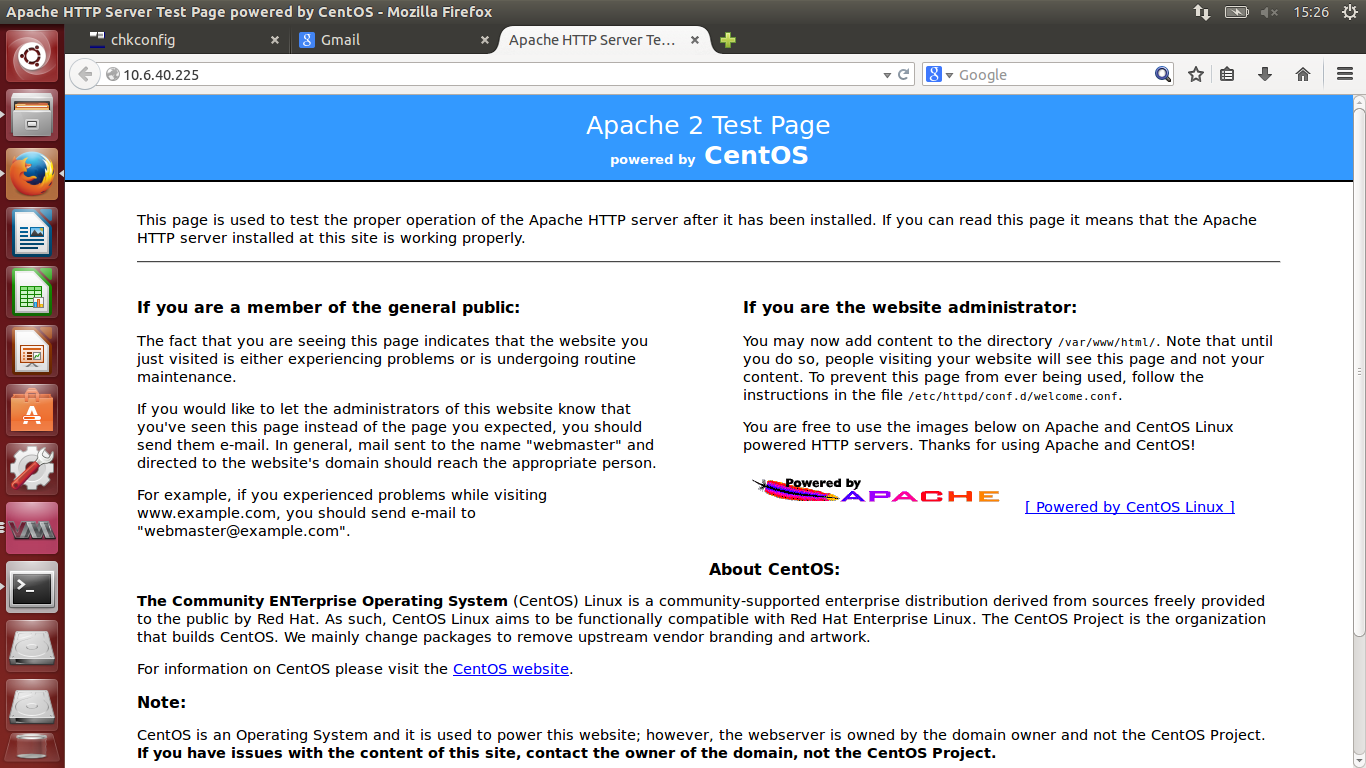 Apache HTTP Server Test Page powered by CentOS - Mozilla Firefox
15:26
chkconfig
Gmail
Apache HTTP Server Te...
10.6.40.225
Google
Apache 2 Test Page
powered by CentOS
This page is used to test the proper operation of the Apache HTTP server after it has been installed. If you can read this page it means that the Apache
HTTP server installed at this site is working properly.
If you are a member of the general public:
The fact that you are seeing this page indicates that the website you
just visited is either experiencing problems or is undergoing routine
maintenance.
If you would like to let the administrators of this website know that
you've seen this page instead of the page you expected, you should
send them e-mail. In general, mail sent to the name "webmaster" and
directed to the website's domain should reach the appropriate person.
For example, if you experienced problems while visiting
www.example.com, you should send e-mail to
"webmaster@example.com".
If you are the website administrator:
You may now add content to the directory /var/www/html/. Note that until
you do so, people visiting your website will see this page and not your
content. To prevent this page from ever being used, follow the
instructions in the file /etc/httpd/conf.d/welcome.conf.
You are free to use the images below on Apache and CentOS Linux
powered HTTP servers. Thanks for using Apache and CentOS!
Powered by
APACHE
[ Powered by CentOS Linux ]
About CentOS:
The Community ENTerprise Operating System (CentOS) Linux is a community-supported enterprise distribution derived from sources freely provided
to the public by Red Hat. As such, CentOS Linux aims to be functionally compatible with Red Hat Enterprise Linux. The CentOS Project is the organization
that builds CentOS. We mainly change packages to remove upstream vendor branding and artwork.
For information on CentOS please visit the CentOS website.
Note:
CentOS is an Operating System and it is used to power this website; however, the webserver is owned by the domain owner and not the CentOS Project.
If you have issues with the content of this site, contact the owner of the domain, not the CentOS Project.